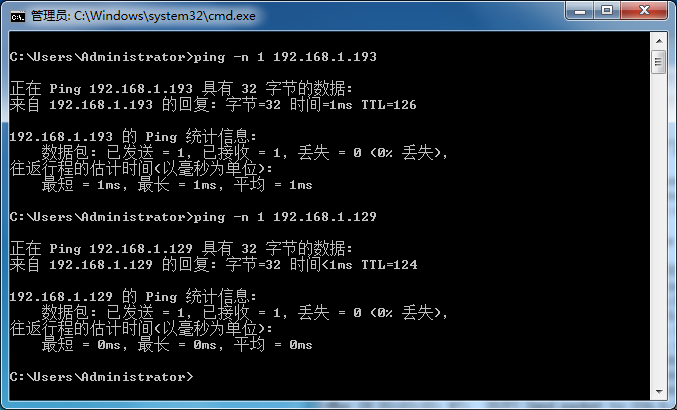 管理员: C:\Windows\system32\cmd.exe
C:\Users\Administrator>ping -n 1 192.168.1.193
正在 Ping 192.168.1.193 具有 32 字节的数据:
来自 192.168.1.193 的回复: 字节=32 时间=1ms TTL=126
192.168.1.193 的 Ping 统计信息:
数据包: 已发送 = 1, 已接收 = 1, 丢失 = 0 (0% 丢失),
往返行程的估计时间(以毫秒为单位):
最短 = 1ms, 最长 = 1ms, 平均 = 1ms
C:\Users\Administrator>ping -n 1 192.168.1.129
正在 Ping 192.168.1.129 具有 32 字节的数据:
来自 192.168.1.129 的回复: 字节=32 时间<1ms TTL=124
192.168.1.129 的 Ping 统计信息:
数据包: 已发送 = 1, 已接收 = 1, 丢失 = 0 (0% 丢失),
往返行程的估计时间(以毫秒为单位):
最短 = 0ms, 最长 = 0ms, 平均 = 0ms
C:\Users\Administrator>